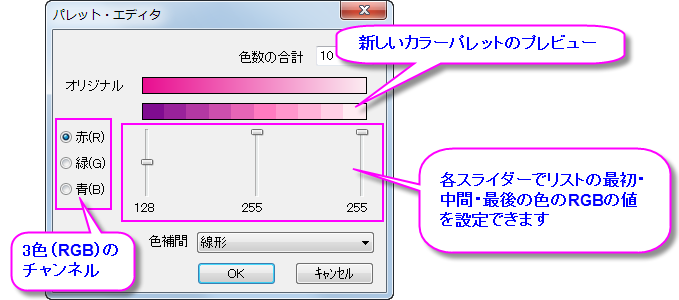 パレット・エディタ
色数の合計 10
新しいカラーパレットのプレビュー
オリジナル
赤(R)
緑(G)
青(B)
128 255 255
各スライダーでリストの最初・
中間・最後の色のRGBの値
を設定できます
3色（RGB）の
チャンネル
色補間 線形
OK キャンセル